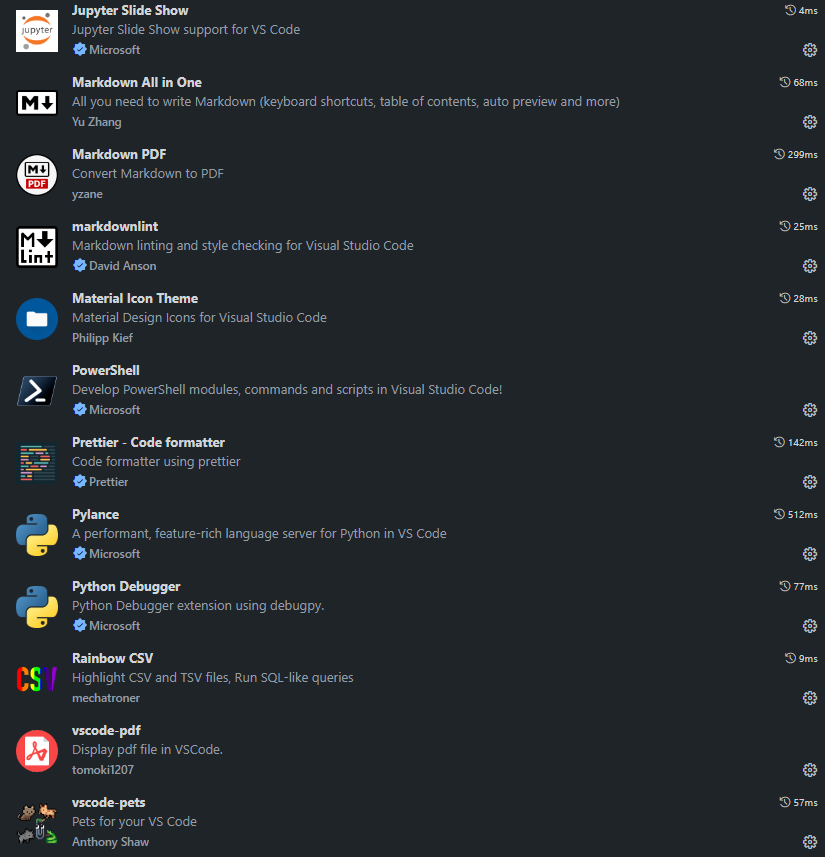 Jupyter Slide Show 4ms
jupyter
Jupyter Slide Show support for VS Code
Microsoft
Markdown All in One 68ms
M
All you need to write Markdown (keyboard shortcuts, table of contents, auto preview and more)
Yu Zhang
Markdown PDF 299ms
M
PDF
Convert Markdown to PDF
yzane
markdownlint 25ms
M
Lint
Markdown linting and style checking for Visual Studio Code
David Anson
Material Icon Theme 28ms
Material Design Icons for Visual Studio Code
Philipp Kief
PowerShell
Develop PowerShell modules, commands and scripts in Visual Studio Code!
Microsoft
Prettier - Code formatter 142ms
Code formatter using prettier
Prettier
Pylance 512ms
A performant, feature-rich language server for Python in VS Code
Microsoft
Python Debugger 77ms
Python Debugger extension using debugpy.
Microsoft
Rainbow CSV 9ms
CSV
Highlight CSV and TSV files, Run SQL-like queries
mechatroner
vscode-pdf
Display pdf file in VSCode.
tomoki1207
vscode-pets 57ms
Pets for your VS Code
Anthony Shaw